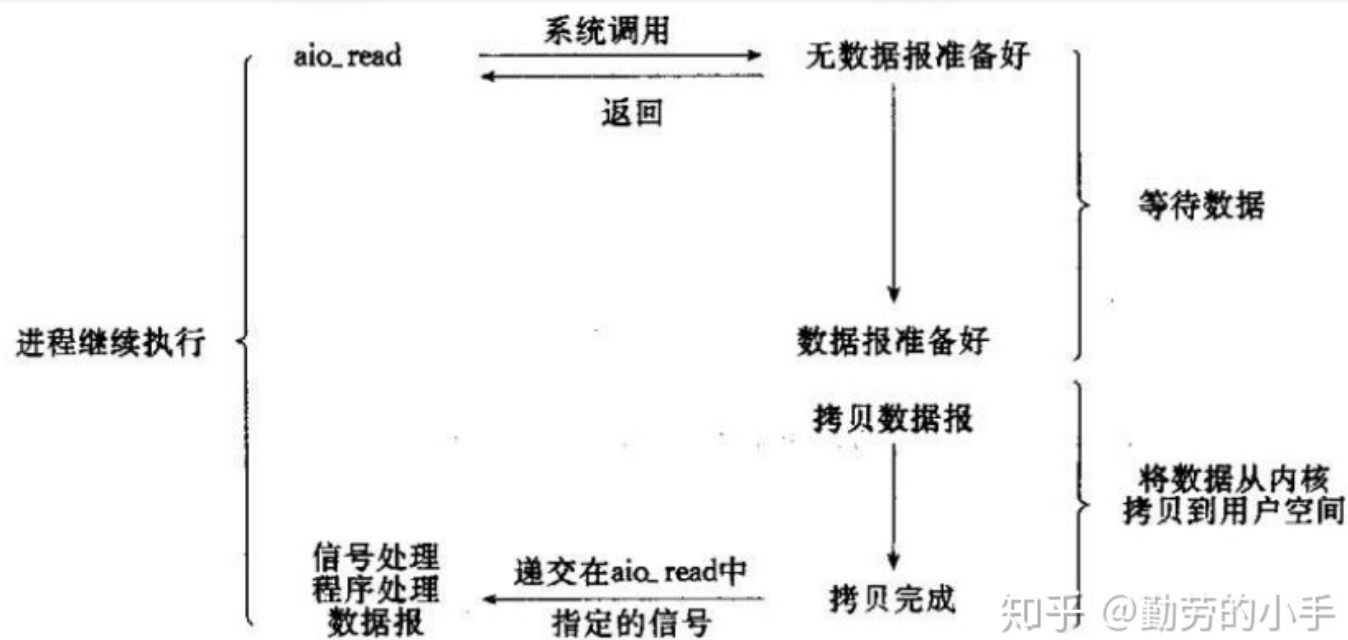 系统调用
aio_read
无数据报准备好
返回
等待数据
进程继续执行
数据报准备好
拷贝数据报
将数据从内核
拷贝到用户空间
信号处理
程序处理
数据报
递交在aio_read中
指定的信号
拷贝完成
知乎 @勤劳的小手